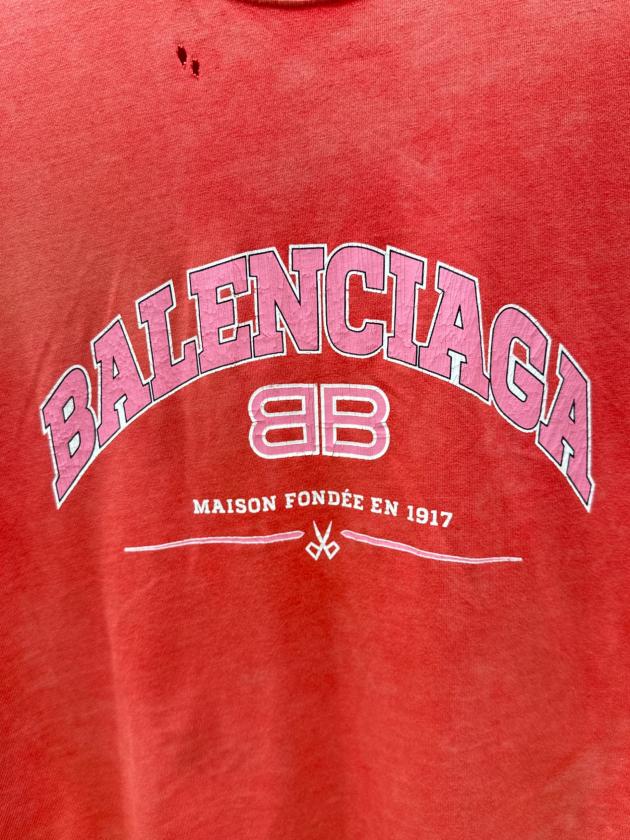 BALENCIAGA
BB
MAISON FONDÉE EN 1917